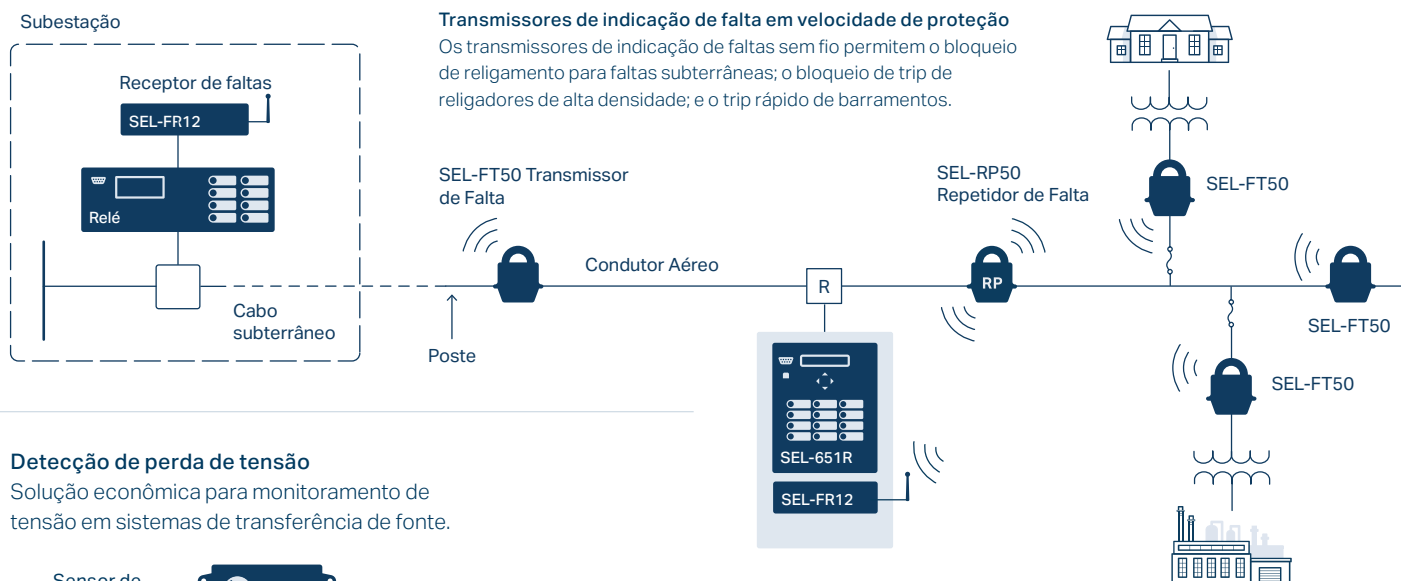 Subestação
Receptor de faltas
SEL-FR12
Relé
Cabo
subterrâneo
Transmissores de indicação de falta em velocidade de proteção
Os transmissores de indicação de faltas sem fio permitem o bloqueio
de religamento para faltas subterrâneas; o bloqueio de trip de
religadores de alta densidade; e o trip rápido de barramentos.
SEL-FT50 Transmissor
de Falta
Poste
Condutor Aéreo
R
SEL-651R
SEL-FR12
SEL-RP50
Repetidor de Falta
RP
SEL-FT50
SEL-FT50
SEL-FT50
Detecção de perda de tensão
Solução econômica para monitoramento de
tensão em sistemas de transferência de fonte.
Sensor de